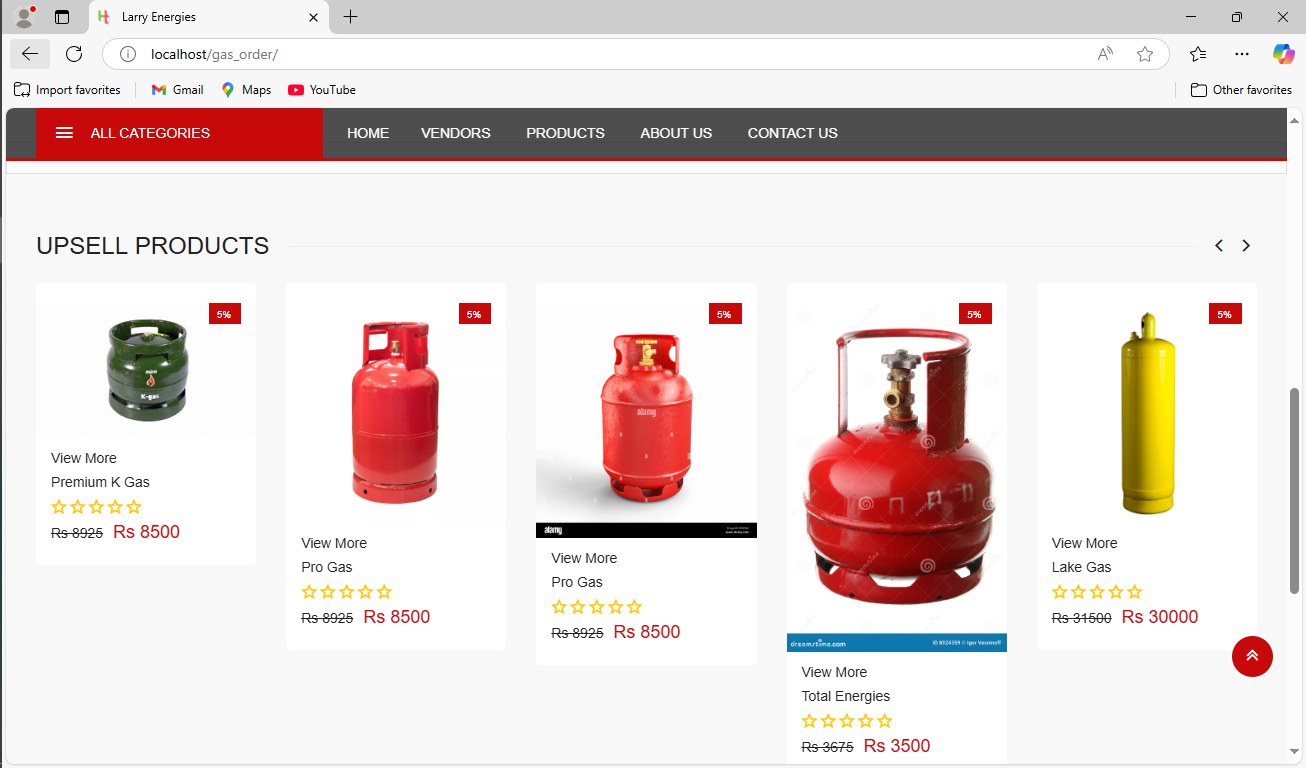 Larry Energies
localhost/gas_order/
Import favorites
Gmail
Maps
YouTube
Other favorites
ALL CATEGORIES
HOME
VENDORS
PRODUCTS
ABOUT US
CONTACT US
UPSELL PRODUCTS
5%
K-gas
View More
Premium K Gas
Rs 8925 Rs 8500
5%
View More
Pro Gas
Rs 8925 Rs 8500
5%
alamy
alamy
View More
Pro Gas
Rs 8925 Rs 8500
5%
dreamstime.com
View More
Total Energies
Rs 3675 Rs 3500
5%
View More
Lake Gas
Rs 31500 Rs 30000